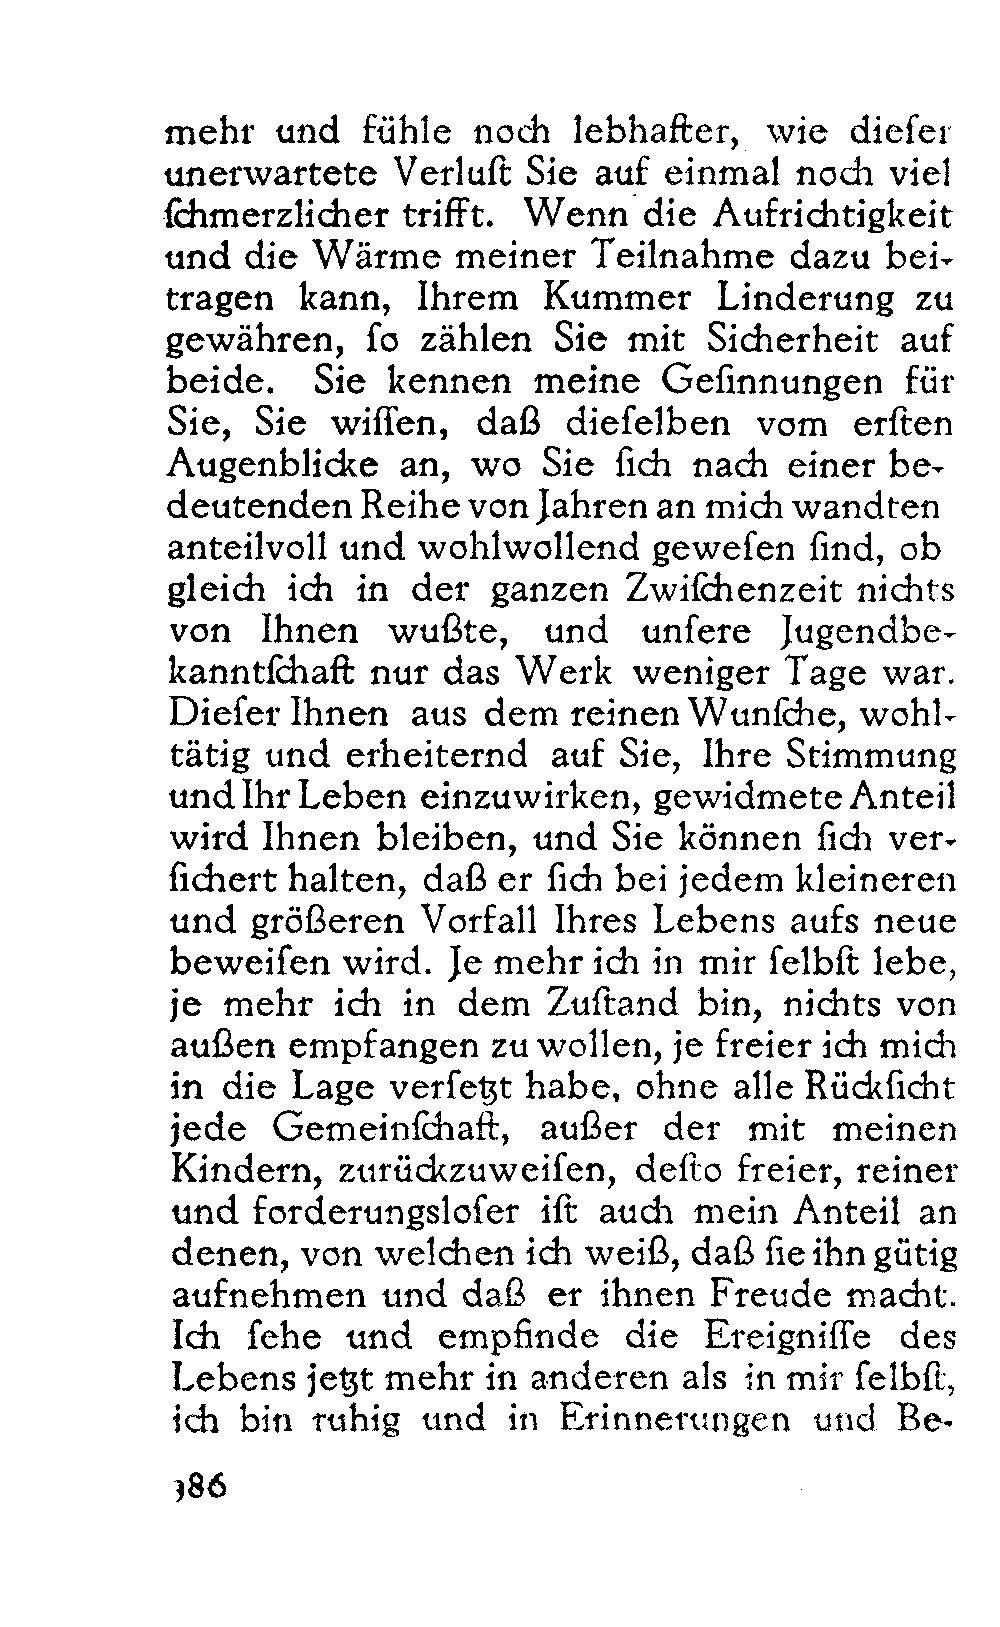 mehr und fühle noch lebhafter, wie dieſer
unerwartete Verluſt Sie auf einmal noch viel
ſchmerzlicher trifft. Wenn die Aufrichtigkeit
und die Wärme meiner Teilnahme dazu bei-
tragen kann, Ihrem Kummer Linderung zu
gewähren, ſo zählen Sie mit Sicherheit auf
beide. Sie kennen meine Geſinnungen für
Sie, Sie wiſſen, daß dieſelben vom erſten
Augenblicke an, wo Sie ſich nach einer be-
deutenden Reihe von Jahren an mich wandten
anteilvoll und wohlwollend geweſen ſind, ob
gleich ich in der ganzen Zwiſchenzeit nichts
von Ihnen wußte, und unſere Jugendbe-
kanntſchaft nur das Werk weniger Tage war.
Dieſer Ihnen aus dem reinen Wunſche, wohl-
tätig und erheiternd auf Sie, Ihre Stimmung
und Ihr Leben einzuwirken, gewidmete Anteil
wird Ihnen bleiben, und Sie können ſich ver-
ſichert halten, daß er ſich bei jedem kleineren
und größeren Vorfall Ihres Lebens aufs neue
beweiſen wird. Je mehr ich in mir ſelbſt lebe,
je mehr ich in dem Zuſtand bin, nichts von
außen empfangen zu wollen, je freier ich mich
in die Lage verſetzt habe, ohne alle Rückſicht
jede Gemeinſchaft, außer der mit meinen
Kindern, zurückzuweiſen, deſto freier, reiner
und forderungsloſer iſt auch mein Anteil an
denen, von welchen ich weiß, daß ſie ihn gütig
aufnehmen und daß er ihnen Freude macht.
Ich ſehe und empfinde die Ereigniſſe des
Lebens jetzt mehr in anderen als in mir ſelbſt,
ich bin ruhig und in Erinnerungen und Be-
386